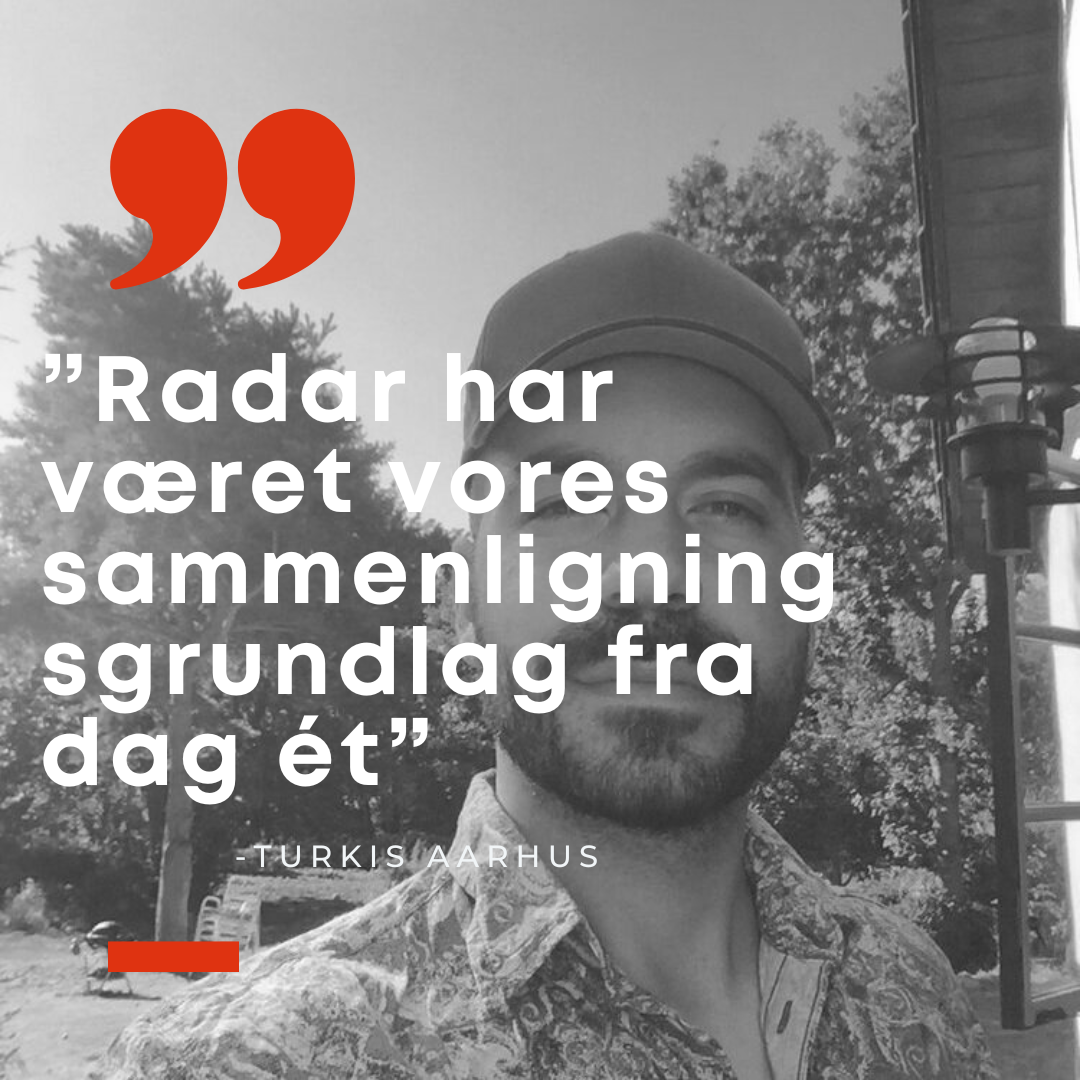 ”Radar har
været vores
sammenligning
sgrundlag fra
dag ét”
-TURKIS AARHUS